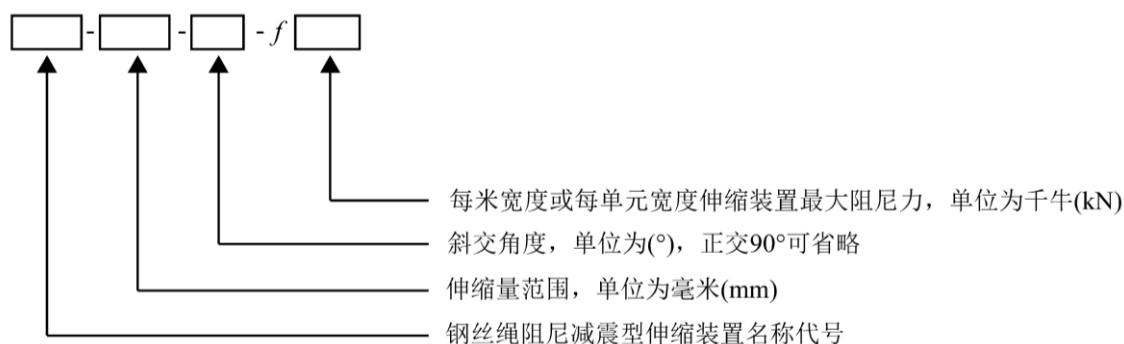 - - -f
每米宽度或每单元宽度伸缩装置最大阻尼力，单位为千牛(kN)
斜交角度，单位为(°)，正交90°可省略
伸缩量范围，单位为毫米(mm)
钢丝绳阻尼减震型伸缩装置名称代号